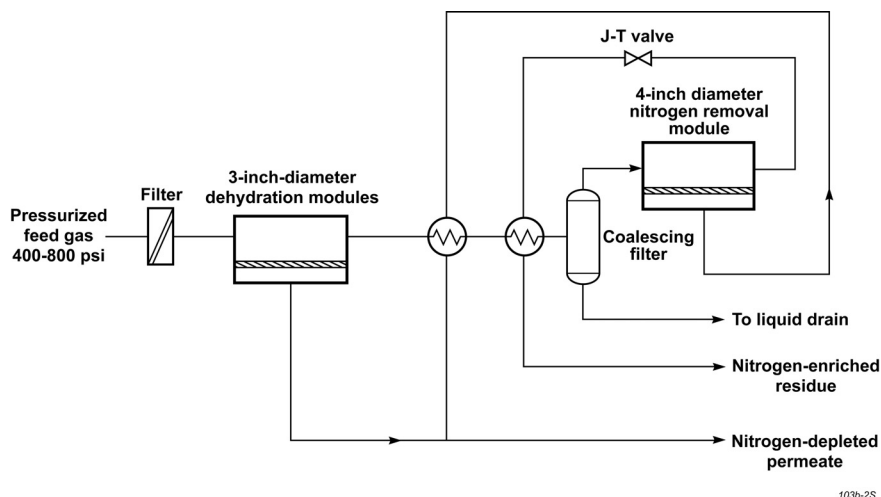 J-T valve
4-inch diameter
nitrogen removal
module
3-inch-diameter
dehydration modules
Filter
Pressurized
feed gas
400-800 psi
Coalescing
filter
To liquid drain
Nitrogen-enriched
residue
Nitrogen-depleted
permeate
103b-2S